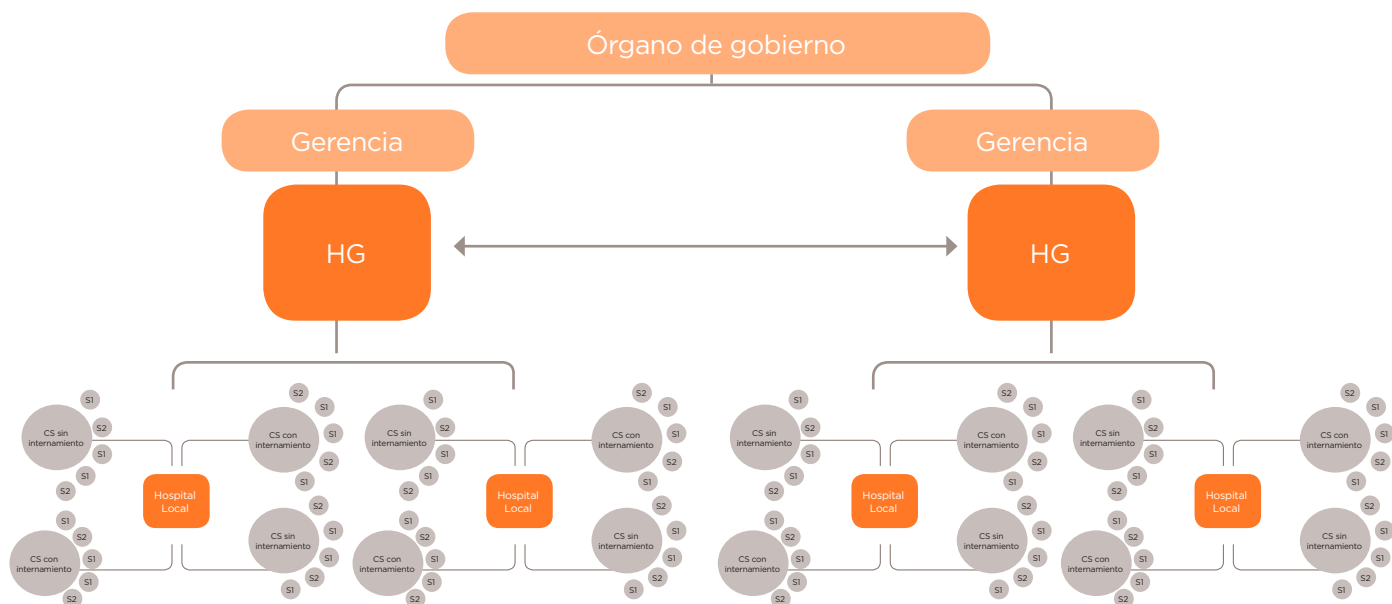 Órgano de gobierno
Gerencia
Gerencia
HG
HG
CS sin
internamiento
S1
S2
S1
S1
S2
CS con
internamiento
S2
S1
S1
S2
S1
Hospital
Local
CS con
internamiento
S1
S2
S1
S1
S2
CS sin
internamiento
S2
S1
S1
S2
S1
CS sin
internamiento
S1
S2
S1
S1
S2
CS con
internamiento
S2
S1
S1
S2
S1
Hospital
Local
CS con
internamiento
S1
S2
S1
S1
S2
CS sin
internamiento
S2
S1
S1
S2
S1
CS sin
internamiento
S1
S2
S1
S1
S2
CS con
internamiento
S2
S1
S1
S2
S1
Hospital
Local
CS con
internamiento
S1
S2
S1
S1
S2
CS sin
internamiento
S2
S1
S1
S2
S1
CS sin
internamiento
S1
S2
S1
S1
S2
CS con
internamiento
S2
S1
S1
S2
S1
Hospital
Local
CS con
internamiento
S1
S2
S1
S1
S2
CS sin
internamiento
S2
S1
S1
S2
S1